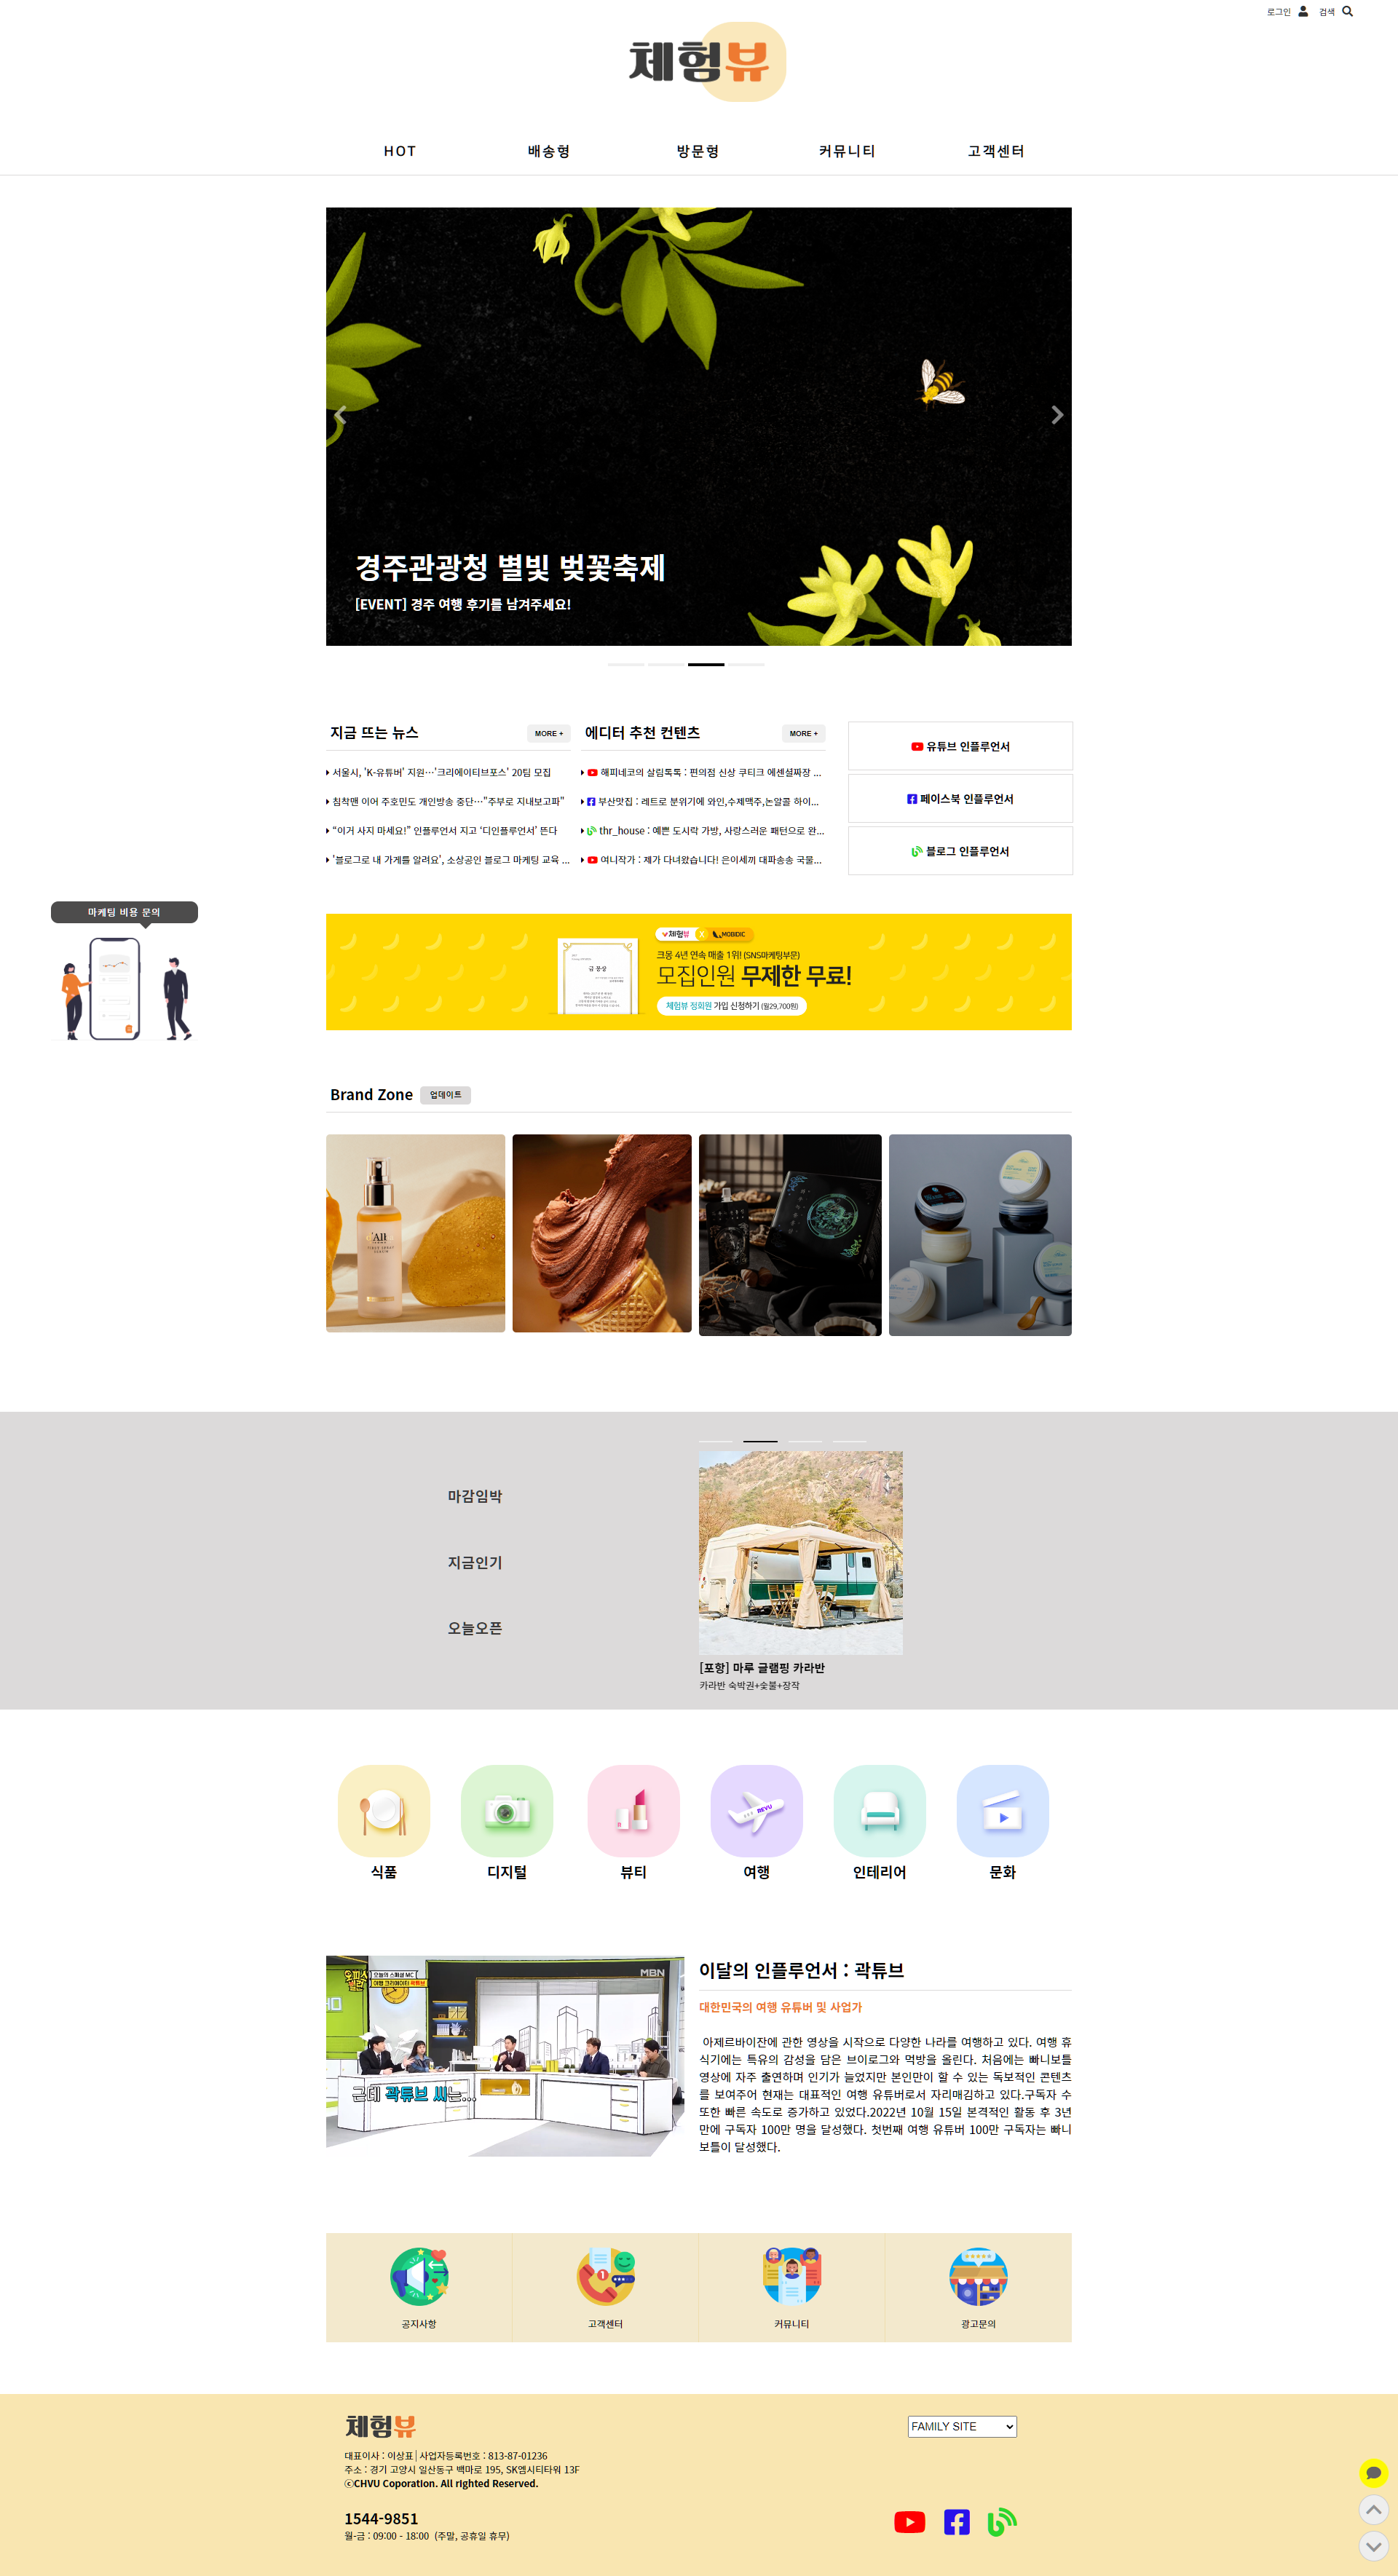 로그인 검색
체험뷰
HOT 배송형 방문형 커뮤니티 고객센터
경주관광청 별빛 벚꽃축제
[EVENT] 경주 여행 후기를 남겨주세요!
지금 뜨는 뉴스 MORE +
서울시, 'K-유튜버' 지원…'크리에이티브포스' 20팀 모집
침착맨 이어 주호민도 개인방송 중단…"주부로 지내보고파"
“이거 사지 마세요!” 인플루언서 지고 ‘디인플루언서’ 뜬다
'블로그로 내 가게를 알려요', 소상공인 블로그 마케팅 교육 ...
에디터 추천 컨텐츠 MORE +
해피네코의 살림톡톡 : 편의점 신상 쿠티크 에센셜짜장 ...
부산맛집 : 레트로 분위기에 와인,수제맥주,논알콜 하이...
thr_house : 예쁜 도시락 가방, 사랑스러운 패턴으로 완...
여니작가 : 제가 다녀왔습니다! 은이세끼 대파송송 국물...
유튜브 인플루언서
페이스북 인플루언서
블로그 인플루언서
마케팅 비용 문의
체험뷰 X MOBIDIC
크몽 4년 연속 매출 1위! (SNS마케팅부문)
모집인원 무제한 무료!
체험뷰 정회원 가입 신청하기 (월29,700원)
Brand Zone 업데이트
마감임박
지금인기
오늘오픈
[포항] 마루 글램핑 카라반
카라반 숙박권+숯불+장작
BEVU
식품 디지털 뷰티 여행 인테리어 문화
오늘의 스페셜 MC
여행 크리에이터 곽튜브
MBN
근데 곽튜브 씨는...
이달의 인플루언서 : 곽튜브
대한민국의 여행 유튜버 및 사업가
아제르바이잔에 관한 영상을 시작으로 다양한 나라를 여행하고 있다. 여행 휴
식기에는 특유의 감성을 담은 브이로그와 먹방을 올린다. 처음에는 빠니보틀
영상에 자주 출연하며 인기가 늘었지만 본인만이 할 수 있는 독보적인 콘텐츠
를 보여주어 현재는 대표적인 여행 유튜버로서 자리매김하고 있다.구독자 수
또한 빠른 속도로 증가하고 있었다.2022년 10월 15일 본격적인 활동 후 3년
만에 구독자 100만 명을 달성했다. 첫번째 여행 유튜버 100만 구독자는 빠니
보틀이 달성했다.
공지사항 고객센터 커뮤니티 광고문의
체험뷰
FAMILY SITE
대표이사 : 이상표│사업자등록번호 : 813-87-01236
주소 : 경기 고양시 일산동구 백마로 195, SK엠시티타워 13F
ⓒCHVU Coporation. All righted Reserved.
1544-9851
월-금 : 09:00 - 18:00 (주말, 공휴일 휴무)